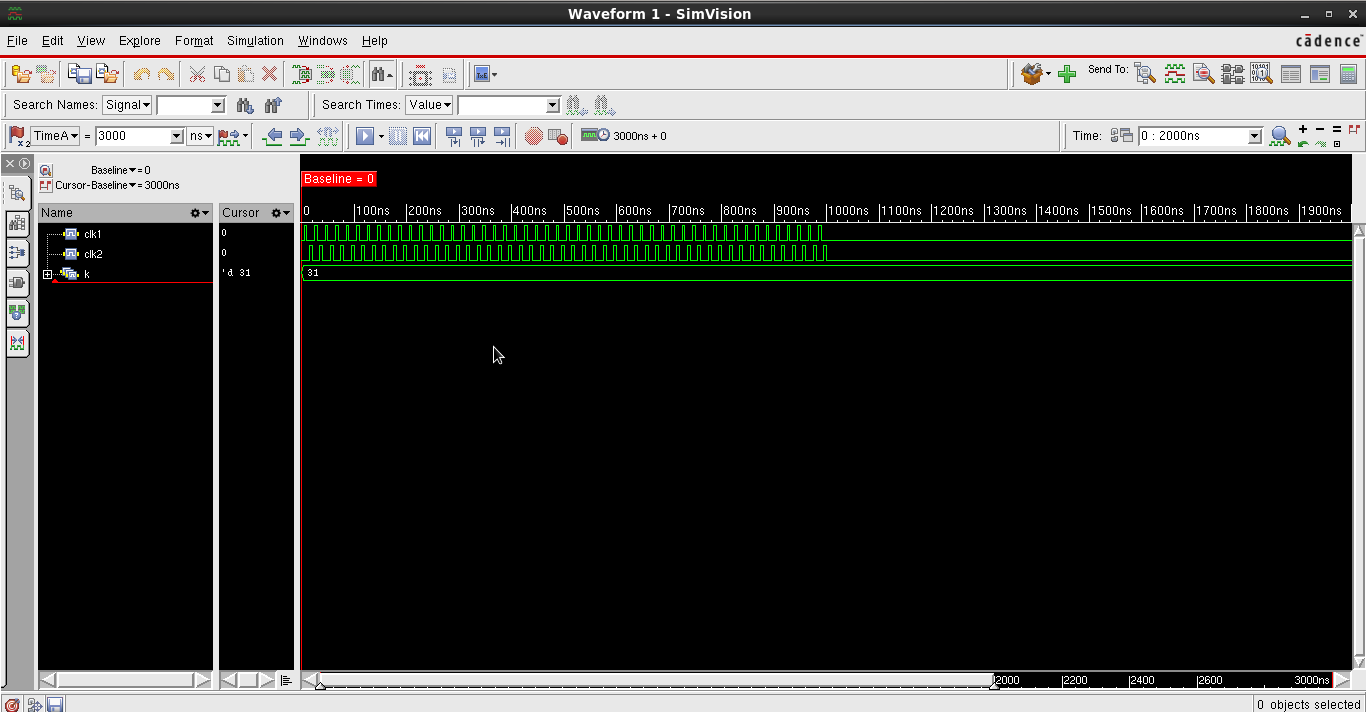 Waveform 1 - SimVision
File Edit View Explore Format Simulation Windows Help cādence
Send To:
Search Names: Signal Search Times: Value
TimeA = 3000 ns 3000ns + 0 Time: 0 : 2000ns
Baseline = 0
Cursor-Baseline = 3000ns
Baseline = 0
Name Cursor 0 100ns 200ns 300ns 400ns 500ns 600ns 700ns 800ns 900ns 1000ns 1100ns 1200ns 1300ns 1400ns 1500ns 1600ns 1700ns 1800ns 1900ns
clk1 0
clk2 0
k 'd 31 31
2000 2200 2400 2600 3000ns
0 objects selected